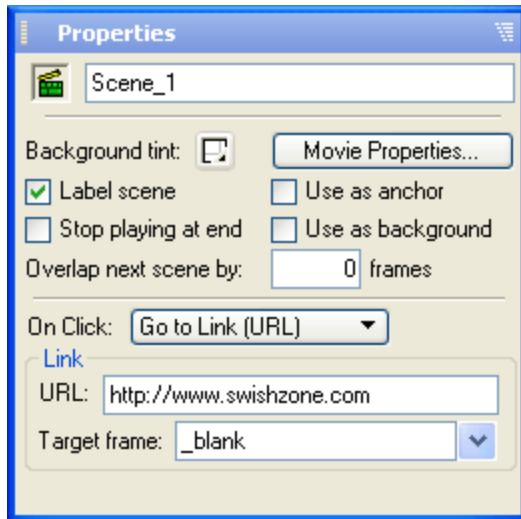 Properties
Scene_1
Background tint: Movie Properties...
Label scene Use as anchor
Stop playing at end Use as background
Overlap next scene by: 0 frames
On Click: Go to Link (URL)
Link
URL: http://www.swishzone.com
Target frame: _blank